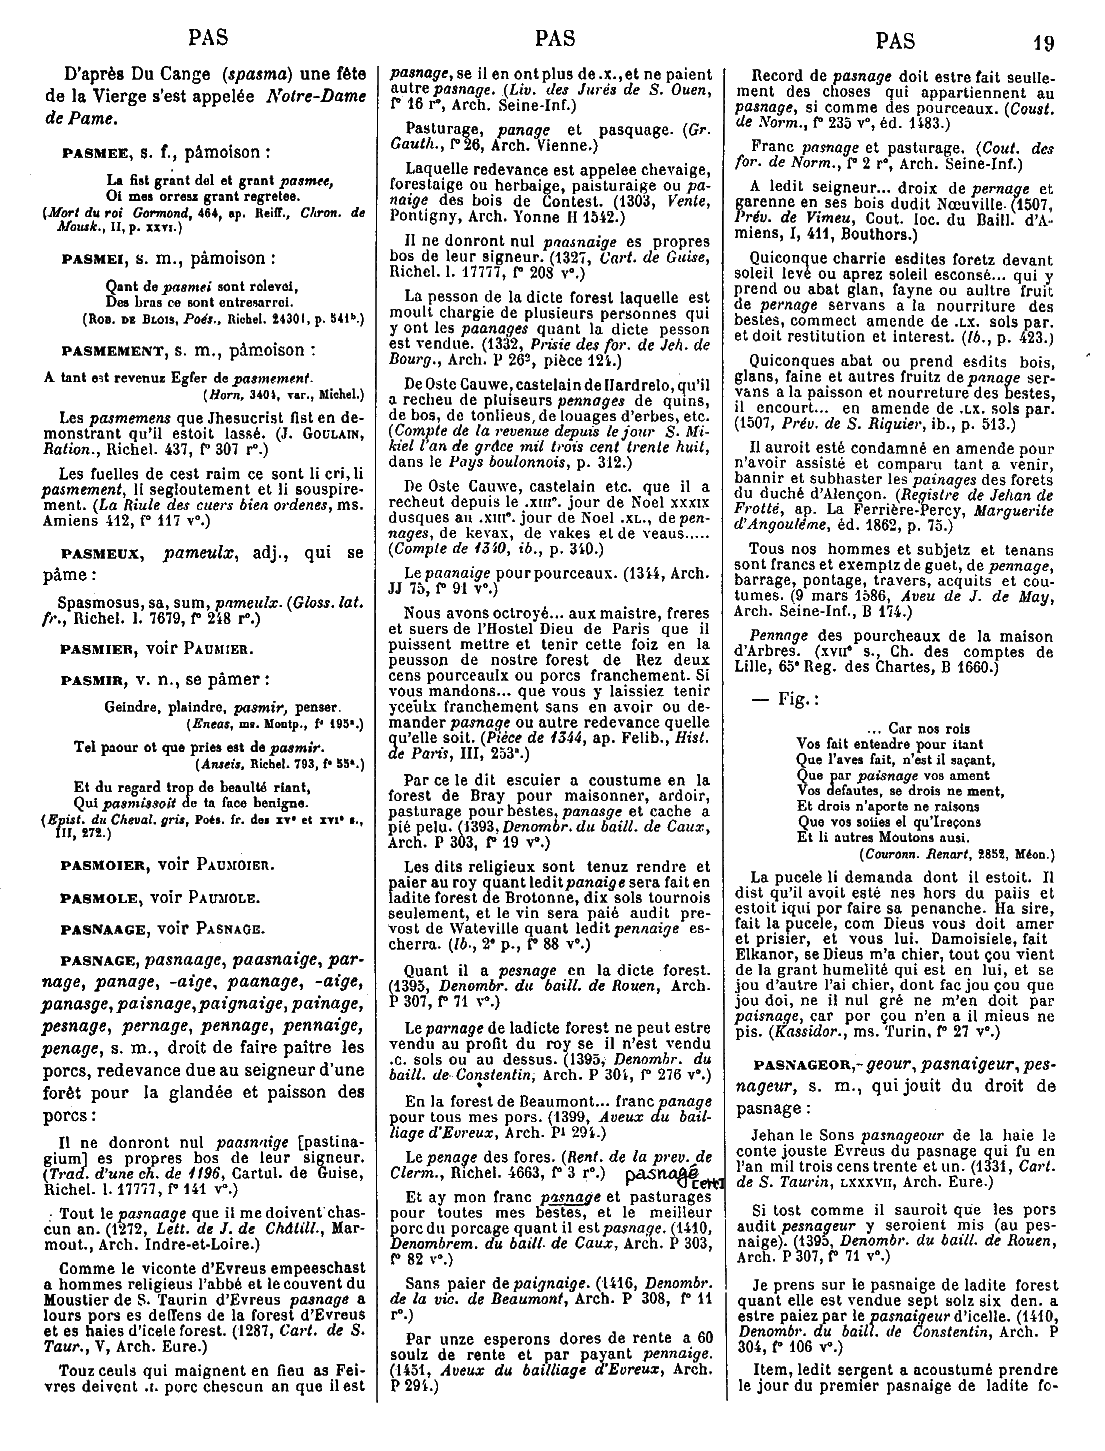 PAS
PAS
PAS
19
D'après Du Cange (spasma) une fête
de la Vierge s'est appelée Notre-Dame
de Pame.
PASMEE, s. f., pâmoison :
La fist grant del et grant pasmee,
Oi mes orresz grant regretee.
(Mort du roi Gormond, 464, ap. Reiff., Chron. de
Mousk., II, p. XXVI.)
PASMEI, s. m., pâmoison :
Qant de pasmei sont relevei,
Des bras ce sont entresarrei.
(ROB. DE BLOIS, Poés., Richel. 24301, p. 541b.)
PASMEMENT, s. m., pâmoison :
A tant est revenuz Egfer de pasmement.
(Horn, 3404, var., Michel.)
Les pasmemens que Jhesucrist fist en de-
monstrant qu'il estoit lassé. (J. GOULAIN,
Ration., Richel. 437, f° 307 r°.)
Les fuelles de cest raim ce sont li cri, li
pasmement, li segloutement et li souspire-
ment. (La Riule des cuers bien ordenes, ms.
Amiens 412, f° 117 v°.)
PASMEUX, pameulx, adj., qui se
pâme :
Spasmosus, sa, sum, pameulx. (Gloss. lat.
fr., Richel. l. 7679, f° 248 r°.)
PASMIER, voir PAUMIER.
PASMIR, v. n., se pâmer :
Geindre, plaindre, pasmir, penser.
(Eneas, ms. Montp., f° 195a.)
Tel paour ot que pries est de pasmir.
(Anseis, Richel. 793, f° 55a.)
Et du regard trop de beaulté riant,
Qui pasmissoit de ta face benigne.
(Epist. du Cheval. gris, Poés. fr. des XVe et XVIe s.,
III, 272.)
PASMOIER, voir PAUMOIER.
PASMOLE, voir PAUMOLE.
PASNAAGE, voir PASNAGE.
PASNAGE, pasnaage, paasnaige, par-
nage, panage, -aige, paanage, -aige,
panasge, paisnage, paignaige, painage,
pesnage, pernage, pennage, pennaige,
penage, s. m., droit de faire paître les
porcs, redevance due au seigneur d'une
forêt pour la glandée et paisson des
porcs :
Il ne donront nul paasnaige [pastina-
gium] es propres bos de leur signeur.
(Trad. d'une ch. de 1196, Cartul. de Guise,
Richel. l. 17777, f° 141 v°.)
Tout le pasnaage que il me doivent chas-
cun an. (1272, Lett. de J. de Châtill., Mar-
mout., Arch. Indre-et-Loire.)
Comme le viconte d'Evreus empeeschast
a hommes religieus l'abbé et le couvent du
Moustier de S. Taurin d'Evreus pasnage a
lours pors es deffens de la forest d'Evreus
et es haies d'icele forest. (1287, Cart. de S.
Taur., V, Arch. Eure.)
Touz ceuls qui maignent en fieu as Fei-
vres deivent .I. porc chescun an que il est
pasnage, se il en ont plus de .X., et ne paient
autre pasnage. (Liv. des Jurés de S. Ouen,
f° 16 r°, Arch. Seine-Inf.)
Pasturage, panage et pasquage. (Gr.
Gauth., f° 26, Arch. Vienne.)
Laquelle redevance est appelee chevaige,
forestaige ou herbaige, paisturaige ou pa-
naige des bois de Contest. (1303, Vente,
Pontigny, Arch. Yonne H 1542.)
Il ne donront nul paasnaige es propres
bos de leur signeur. (1327, Cart. de Guise,
Richel. l. 17777, f° 208 v°.)
La pesson de la dicte forest laquelle est
moult chargie de plusieurs personnes qui
y ont les paanages quant la dicte pesson
est vendue. (1332, Prisie des for. de Jeh. de
Bourg., Arch. P 26², pièce 124.)
De Oste Cauwe, castelain de Hardrelo, qu'il
a recheu de pluiseurs pennages de quins,
de bos, de tonlieus, de louages d'erbes, etc.
(Compte de la revenue depuis le jour S. Mi-
kiel l'an de grâce mil trois cent trente huit,
dans le Pays boulonnois, p. 312.)
De Oste Cauwe, castelain etc. que il a
recheut depuis le .XIIIe. jour de Noel XXXIX
dusques au .XIIIe. jour de Noel .XL., de pen-
nages, de kevax, de vakes et de veaus.....
(Compte de 1340, ib., p. 340.)
Le paanaige pour pourceaux. (1344, Arch.
JJ 75, f° 91 v°.)
Nous avons octroyé... aux maistre, freres
et suers de l'Hostel Dieu de Paris que il
puissent mettre et tenir cette foiz en la
peusson de nostre forest de Rez deux
cens pourceaulx ou porcs franchement. Si
vous mandons... que vous y laissiez tenir
yceulx franchement sans en avoir ou de-
mander pasnage ou autre redevance quelle
qu'elle soit. (Pièce de 1344, ap. Felib., Hist.
de Paris, III, 253a.)
Par ce le dit escuier a coustume en la
forest de Bray pour maisonner, ardoir,
pasturage pour bestes, panasge et cache a
pié pelu. (1393, Denombr. du baill. de Caux,
Arch. P 303, f° 19 v°.)
Les dits religieux sont tenuz rendre et
paier au roy quant ledit panaige sera fait en
ladite forest de Brotonne, dix sols tournois
seulement, et le vin sera paié audit pre-
vost de Wateville quant ledit pennaige es-
cherra. (Ib., 2e p., f° 88 v°.)
Quant il a pesnage en la dicte forest.
(1395, Denombr. du baill. de Rouen, Arch.
P 307, f° 71 v°.)
Le parnage de ladicte forest ne peut estre
vendu au profit du roy se il n'est vendu
.C. sols ou au dessus. (1395, Denombr. du
baill. de Constentin, Arch. P 304, f° 276 v°.)
En la forest de Beaumont... franc panage
pour tous mes pors. (1399, Aveux du bail-
liage d'Evreux, Arch. P¹ 294.)
Le penage des fores. (Rent. de la prev. de
Clerm., Richel. 4663, f° 3 r°.) pasnage
Et ay mon franc pasnage et pasturages
pour toutes mes bestes, et le meilleur
porc du porcage quant il est pasnage. (1410,
Denombrem. du baill. de Caux, Arch. P 303,
f° 82 v°.)
Sans paier de paignaige. (1416, Denombr.
de la vic. de Beaumont, Arch. P 308, f° 11
r°.)
Par unze esperons dores de rente a 60
soulz de rente et par payant pennaige.
(1451, Aveux du bailliage d'Evreux, Arch.
P 294.)
Record de pasnage doit estre fait seulle-
ment des choses qui appartiennent au
pasnage, si comme des pourceaux. (Coust.
de Norm., f° 235 v°, éd. 1483.)
Franc pasnage et pasturage. (Cout. des
for. de Norm., f° 2 r°, Arch. Seine-Inf.)
A ledit seigneur... droix de pernage et
garenne en ses bois dudit Nœuville. (1507,
Prév. de Vimeu, Cout. loc. du Baill. d'A-
miens, I, 411, Bouthors.)
Quiconque charrie esdites foretz devant
soleil levé ou aprez soleil esconsé... qui y
prend ou abat glan, fayne ou aultre fruit
de pernage servans a la nourriture des
bestes, commect amende de .LX. sols par.
et doit restitution et interest. (Ib., p. 423.)
Quiconques abat ou prend esdits bois,
glans, faine et autres fruitz de panage ser-
vans a la paisson et nourreture des bestes,
il encourt... en amende de .LX. sols par.
(1507, Prév. de S. Riquier, ib., p. 513.)
Il auroit esté condamné en amende pour
n'avoir assisté et comparu tant a venir,
bannir et subhaster les painages des forets
du duché d'Alençon. (Registre de Jehan de
Frotté, ap. La Ferrière-Percy, Marguerite
d'Angoulême, éd. 1862, p. 75.)
Tous nos hommes et subjetz et tenans
sont francs et exemptz de guet, de pennage,
barrage, pontage, travers, acquits et cou-
tumes. (9 mars 1586, Aveu de J. de May,
Arch. Seine-Inf., B 174.)
Pennage des pourcheaux de la maison
d'Arbres. (XVIIe s., Ch. des comptes de
Lille, 65e Reg. des Chartes, B 1660.)
— Fig. :
... Car nos rois
Vos fait entendre pour itant
Que l'aves fait, n'est il saçant,
Que par paisnage vos ament
Vos defautes, se drois ne ment,
Et drois n'aporte ne raisons
Que vos soiies el qu'Ireçons
Et li autres Moutons ausi.
(Couronn. Renart, 2852, Méon.)
La pucele li demanda dont il estoit. Il
dist qu'il avoit esté nes hors du païis et
estoit iqui por faire sa penanche. Ha sire,
fait la pucele, com Dieus vous doit amer
et prisier, et vous lui. Damoisiele, fait
Elkanor, se Dieus m'a chier, tout çou vient
de la grant humelité qui est en lui, et se
jou d'autre l'ai chier, dont fac jou çou que
jou doi, ne il nul gré ne m'en doit par
paisnage, car por çou n'en a il mieus ne
pis. (Kassidor., ms. Turin, f° 27 v°.)
PASNAGEOR, -geour, pasnaigeur, pes-
nageur, s. m., qui jouit du droit de
pasnage :
Jehan le Sons pasnageour de la haie le
conte jouste Evreus du pasnage qui fu en
l'an mil trois cens trente et un. (1331, Cart.
de S. Taurin, LXXXVII, Arch. Eure.)
Si tost comme il sauroit que les pors
audit pesnageur y seroient mis (au pes-
naige). (1395, Denombr. du baill. de Rouen,
Arch. P 307, f° 71 v°.)
Je prens sur le pasnaige de ladite forest
quant elle est vendue sept solz six den. a
estre paiez par le pasnaigeur d'icelle. (1410,
Denombr. du baill. de Constentin, Arch. P
304, f° 106 v°.)
Item, ledit sergent a acoustumé prendre
le jour du premier pasnaige de ladite fo-